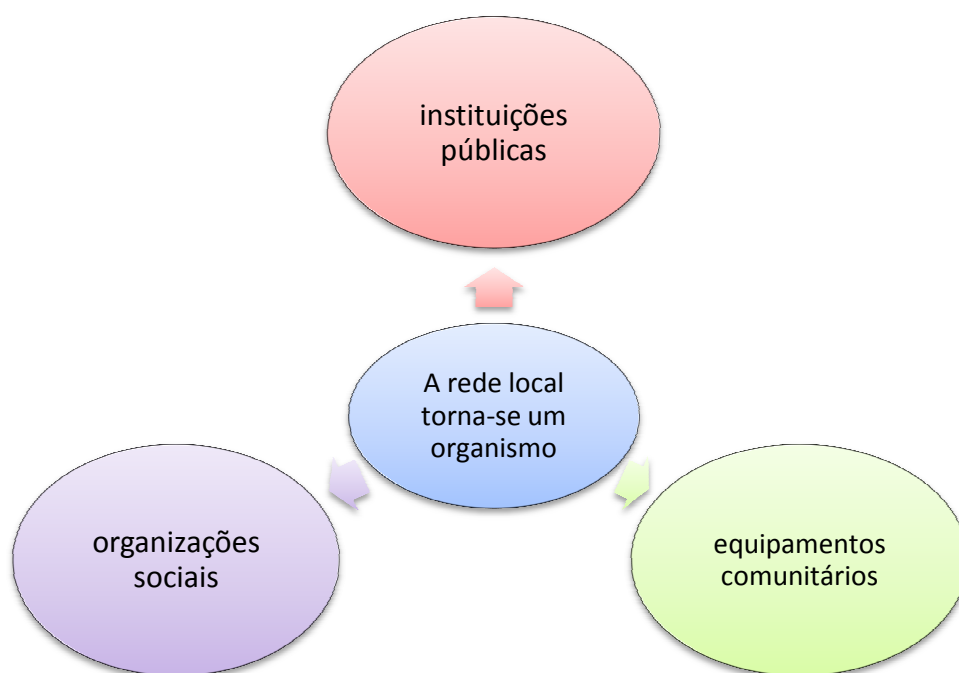 instituições
públicas
A rede local
torna-se um
organismo
organizações
sociais
equipamentos
comunitários